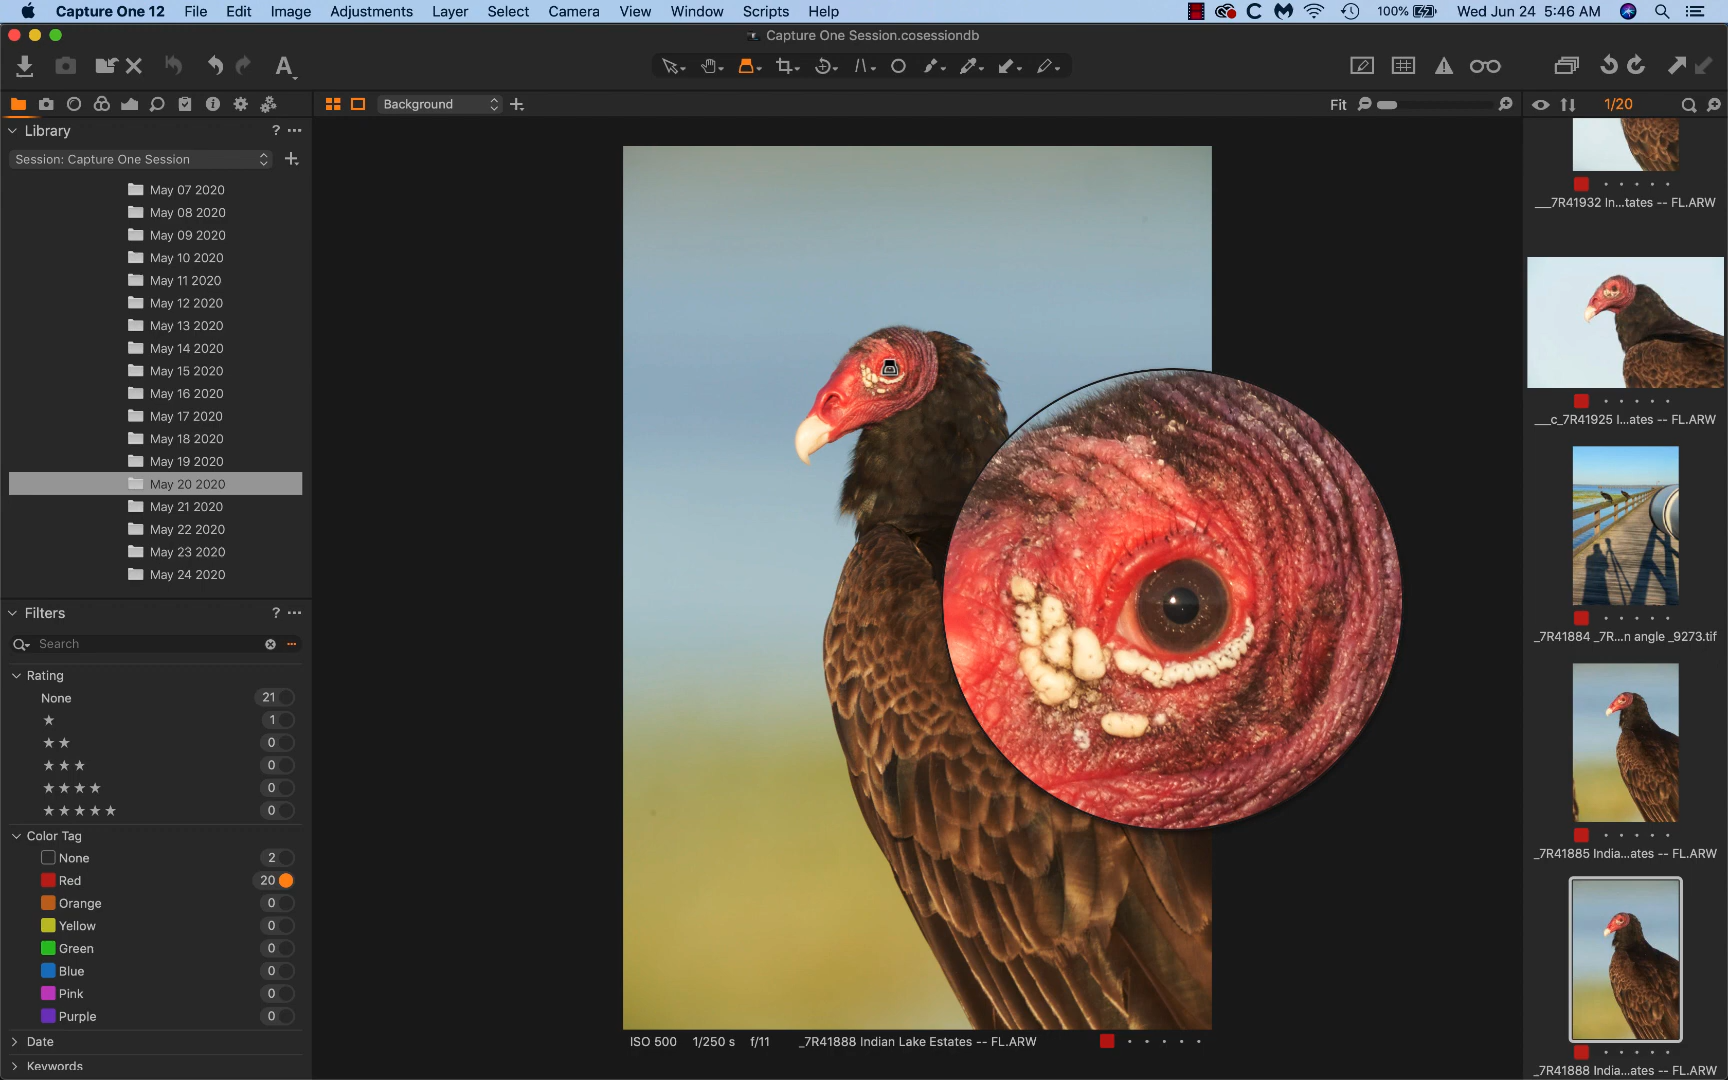 Capture One 12 File Edit Image Adjustments Layer Select Camera View Window Scripts Help 100% Wed Jun 24 5:46 AM
Capture One Session.cosessiondb
A
Background Fit 1/20
Library ? ...
Session: Capture One Session
May 07 2020
May 08 2020
May 09 2020
May 10 2020
May 11 2020
May 12 2020
May 13 2020
May 14 2020
May 15 2020
May 16 2020
May 17 2020
May 18 2020
May 19 2020
May 20 2020
May 21 2020
May 22 2020
May 23 2020
May 24 2020
Filters ? ...
Search
Rating
None 21
★ 1
★ ★ 0
★ ★ ★ 0
★ ★ ★ ★ 0
★ ★ ★ ★ ★ 0
Color Tag
None 2
Red 20
Orange 0
Yellow 0
Green 0
Blue 0
Pink 0
Purple 0
Date
Keywords
ISO 500 1/250 s f/11 _7R41888 Indian Lake Estates -- FL.ARW
___7R41932 In...tates -- FL.ARW
___c_7R41925 I...ates -- FL.ARW
_7R41884 _7R...n angle _9273.tif
_7R41885 India...ates -- FL.ARW
_7R41888 India...ates -- FL.ARW